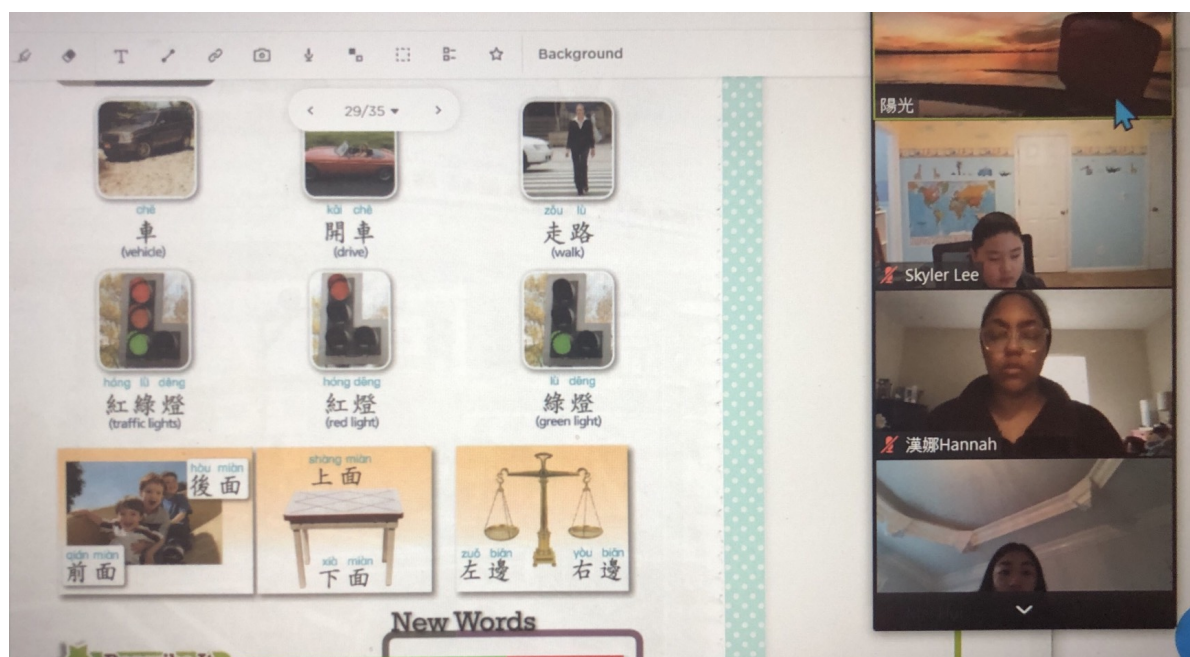 T
Background
29/35
chē
車
(vehicle)
kāi chē
開車
(drive)
zǒu lù
走路
(walk)
hóng lǜ dēng
紅綠燈
(traffic lights)
hóng dēng
紅燈
(red light)
lǜ dēng
綠燈
(green light)
hòu miàn
後面
qián miàn
前面
shàng miàn
上面
xià miàn
下面
zuǒ biān
左邊
yòu biān
右邊
New Words
陽光
Skyler Lee
漢娜Hannah